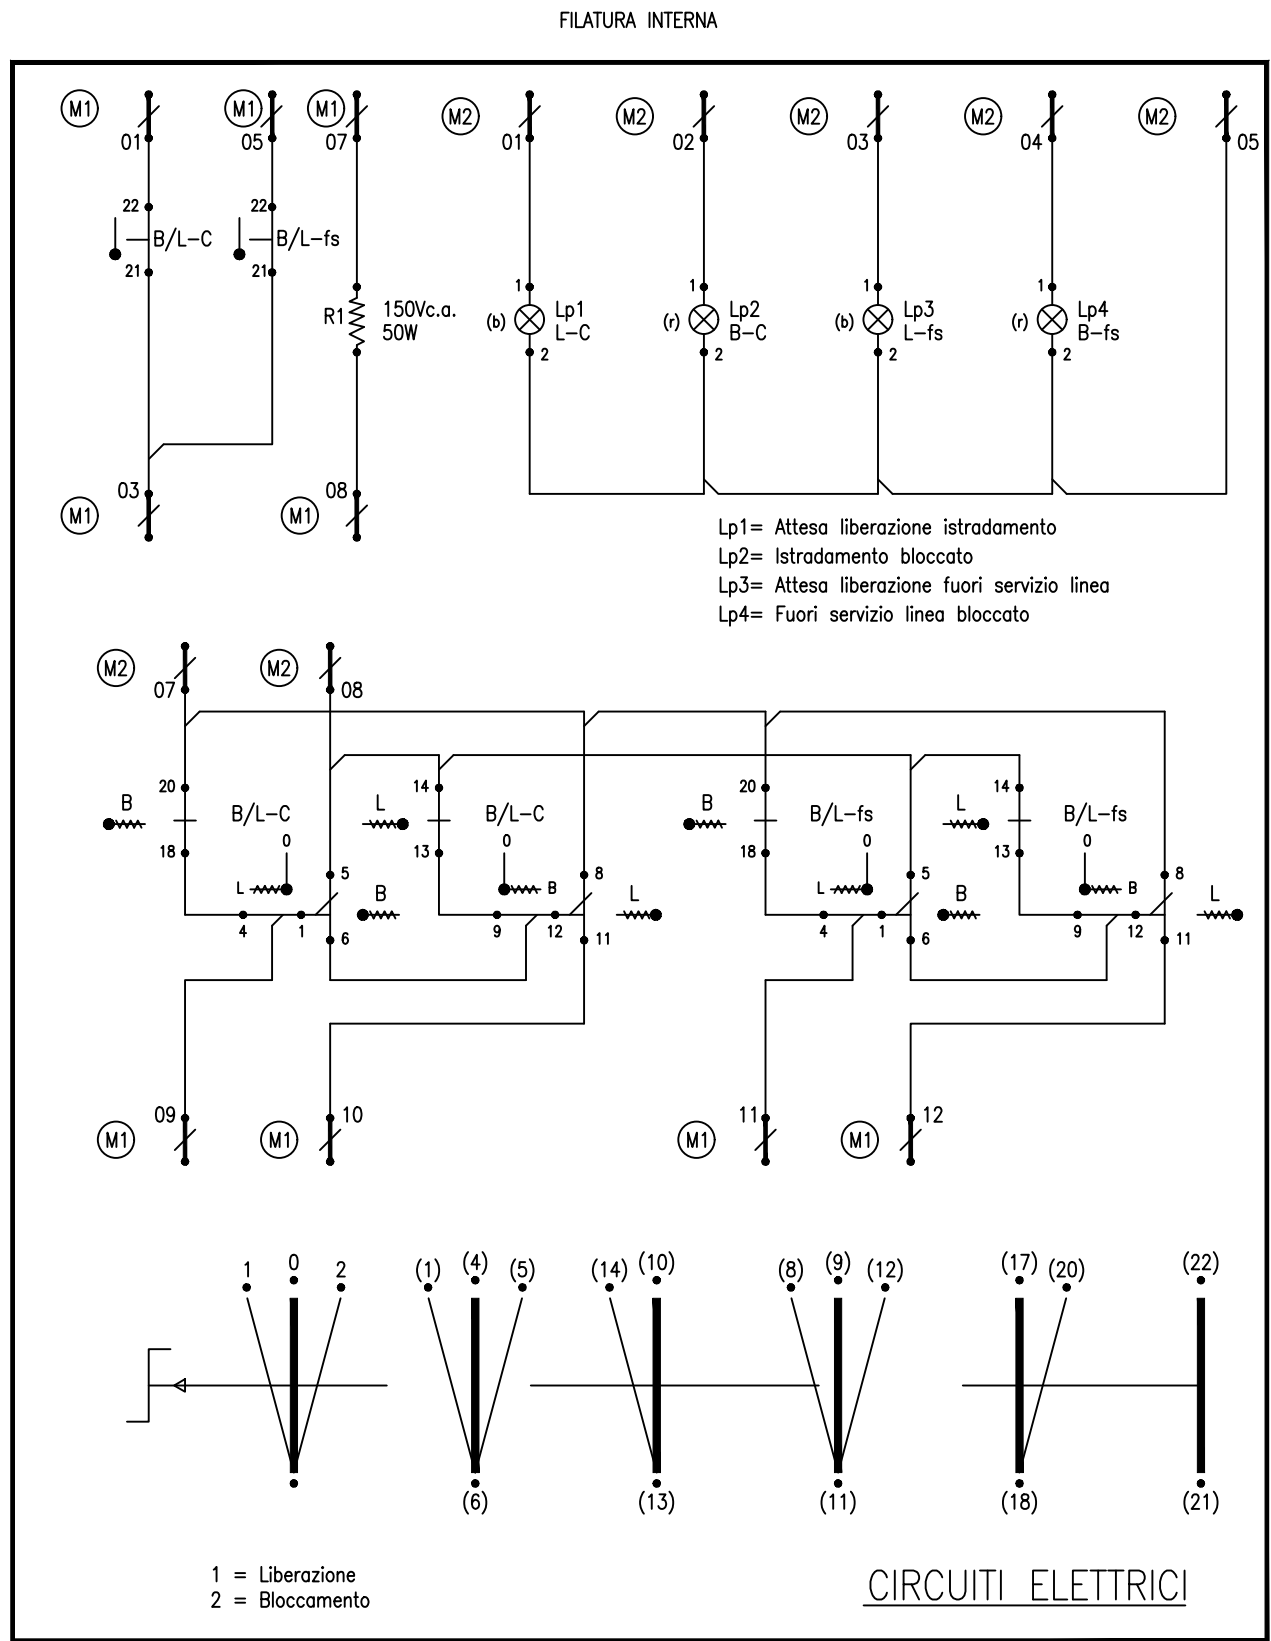 FILATURA INTERNA
M1 M1 M1 M2 M2 M2 M2 M2
01 05 07 01 02 03 04 05
22 22
B/L-C B/L-fs
21 21
1 1 1 1
R1 150Vc.a. (b) Lp1 (r) Lp2 (b) Lp3 (r) Lp4
50W L-C B-C L-fs B-fs
2 2 2 2
03 08
M1 M1
Lp1= Attesa liberazione istradamento
Lp2= Istradamento bloccato
Lp3= Attesa liberazione fuori servizio linea
Lp4= Fuori servizio linea bloccato
M2 M2
07 08
20 14 20 14
B B/L-C L B/L-C B B/L-fs L B/L-fs
0 0 0 0
18 13 18 13
5 8 5 8
L B B L L B B L
4 1 6 9 12 11 4 1 6 9 12 11
09 10 11 12
M1 M1 M1 M1
1 0 2 (1) (4) (5) (14) (10) (8) (9) (12) (17) (20) (22)
(6) (13) (11) (18) (21)
1 = Liberazione
2 = Bloccamento
CIRCUITI ELETTRICI